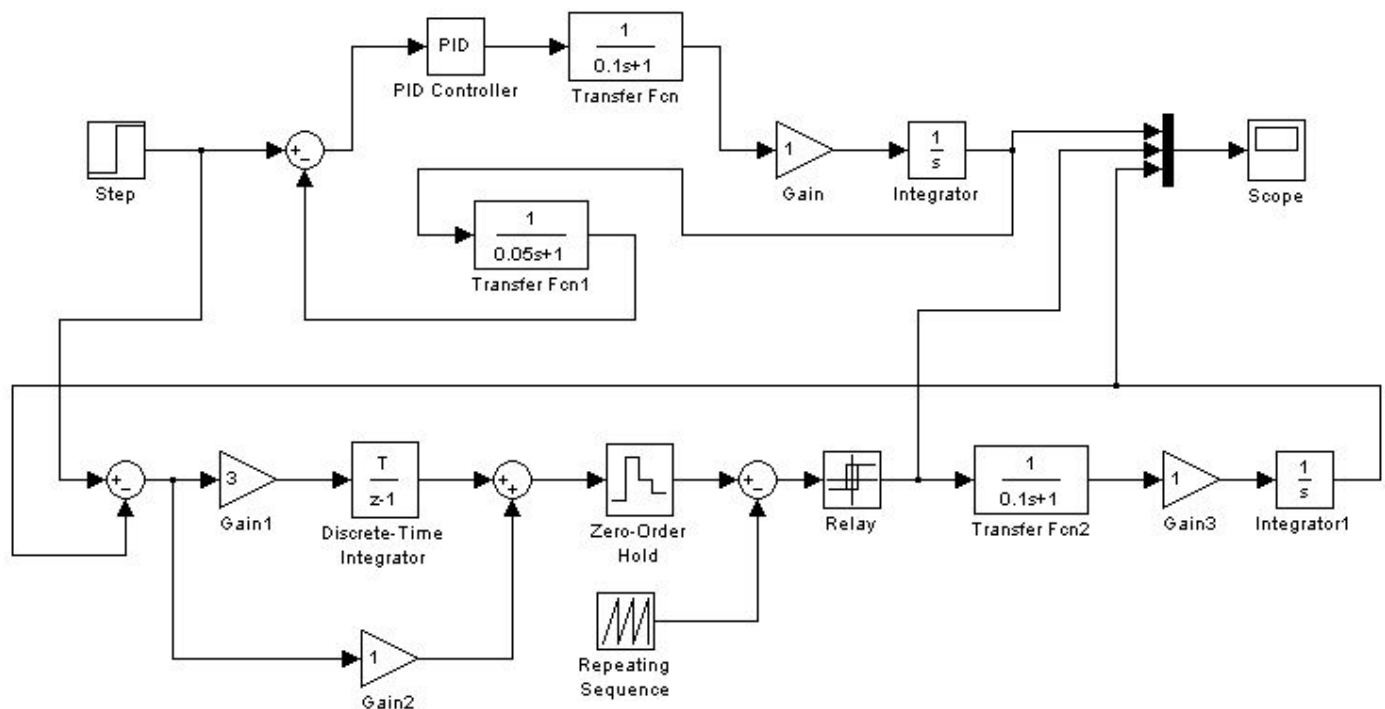 PID
PID Controller
1
0.1s+1
Transfer Fcn
Step
+
-
1
Gain
1
s
Integrator
Scope
1
0.05s+1
Transfer Fcn1
+
-
3
Gain1
T
z-1
Discrete-Time
Integrator
+
+
Zero-Order
Hold
+
-
Relay
1
0.1s+1
Transfer Fcn2
1
Gain3
1
s
Integrator1
1
Gain2
Repeating
Sequence